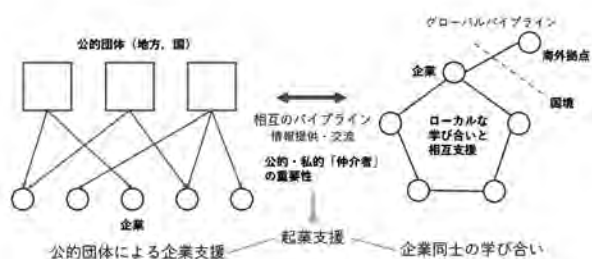 公的団体（地方，国）
企業
公的団体による企業支援
相互のパイプライン
情報提供・交流
公的・私的「仲介者」
の重要性
起業支援
グローバルパイプライン
海外拠点
企業
国境
ローカルな
学び合いと
相互支援
企業同士の学び合い